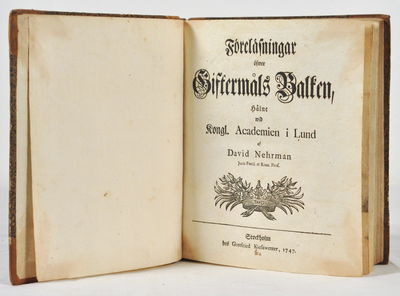 Föreläsningar
öfwer
Giftermåls Balken,
Hålne
wid
Kongl. Academien i Lund
af
David Nehrman
Juris Patrii et Rom. Prof.
Stockholm
hos Gottfried Kiesewetter, 1747.